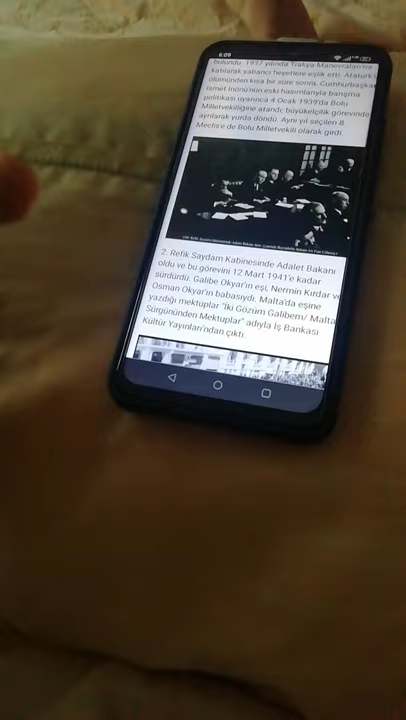 6:09
bulundu. 1937 yılında Trakya Manevraları'na
katılarak yabancı heyetlere eşlik etti. Atatürk'ü
ölümünden kısa bir süre sonra, Cumhurbaşkan
İsmet İnönü'nün eski hasımlarıyla barışma
politikası uyarınca 4 Ocak 1939'da Bolu
Milletvekilliğine atandı; büyükelçilik görevinde
ayrılarak yurda döndü. Aynı yıl seçilen 8
Meclis'e de Bolu Milletvekili olarak girdi.
2. Refik Saydam Kabinesinde Adalet Bakanı
oldu ve bu görevini 12 Mart 1941'e kadar
sürdürdü. Galibe Okyar'ın eşi, Nermin Kırdar ve
Osman Okyar'ın babasıydı. Malta'da eşine
yazdığı mektuplar "İki Gözüm Galibem/ Malta
Sürgününden Mektuplar" adıyla İş Bankası
Kültür Yayınları'ndan çıktı.